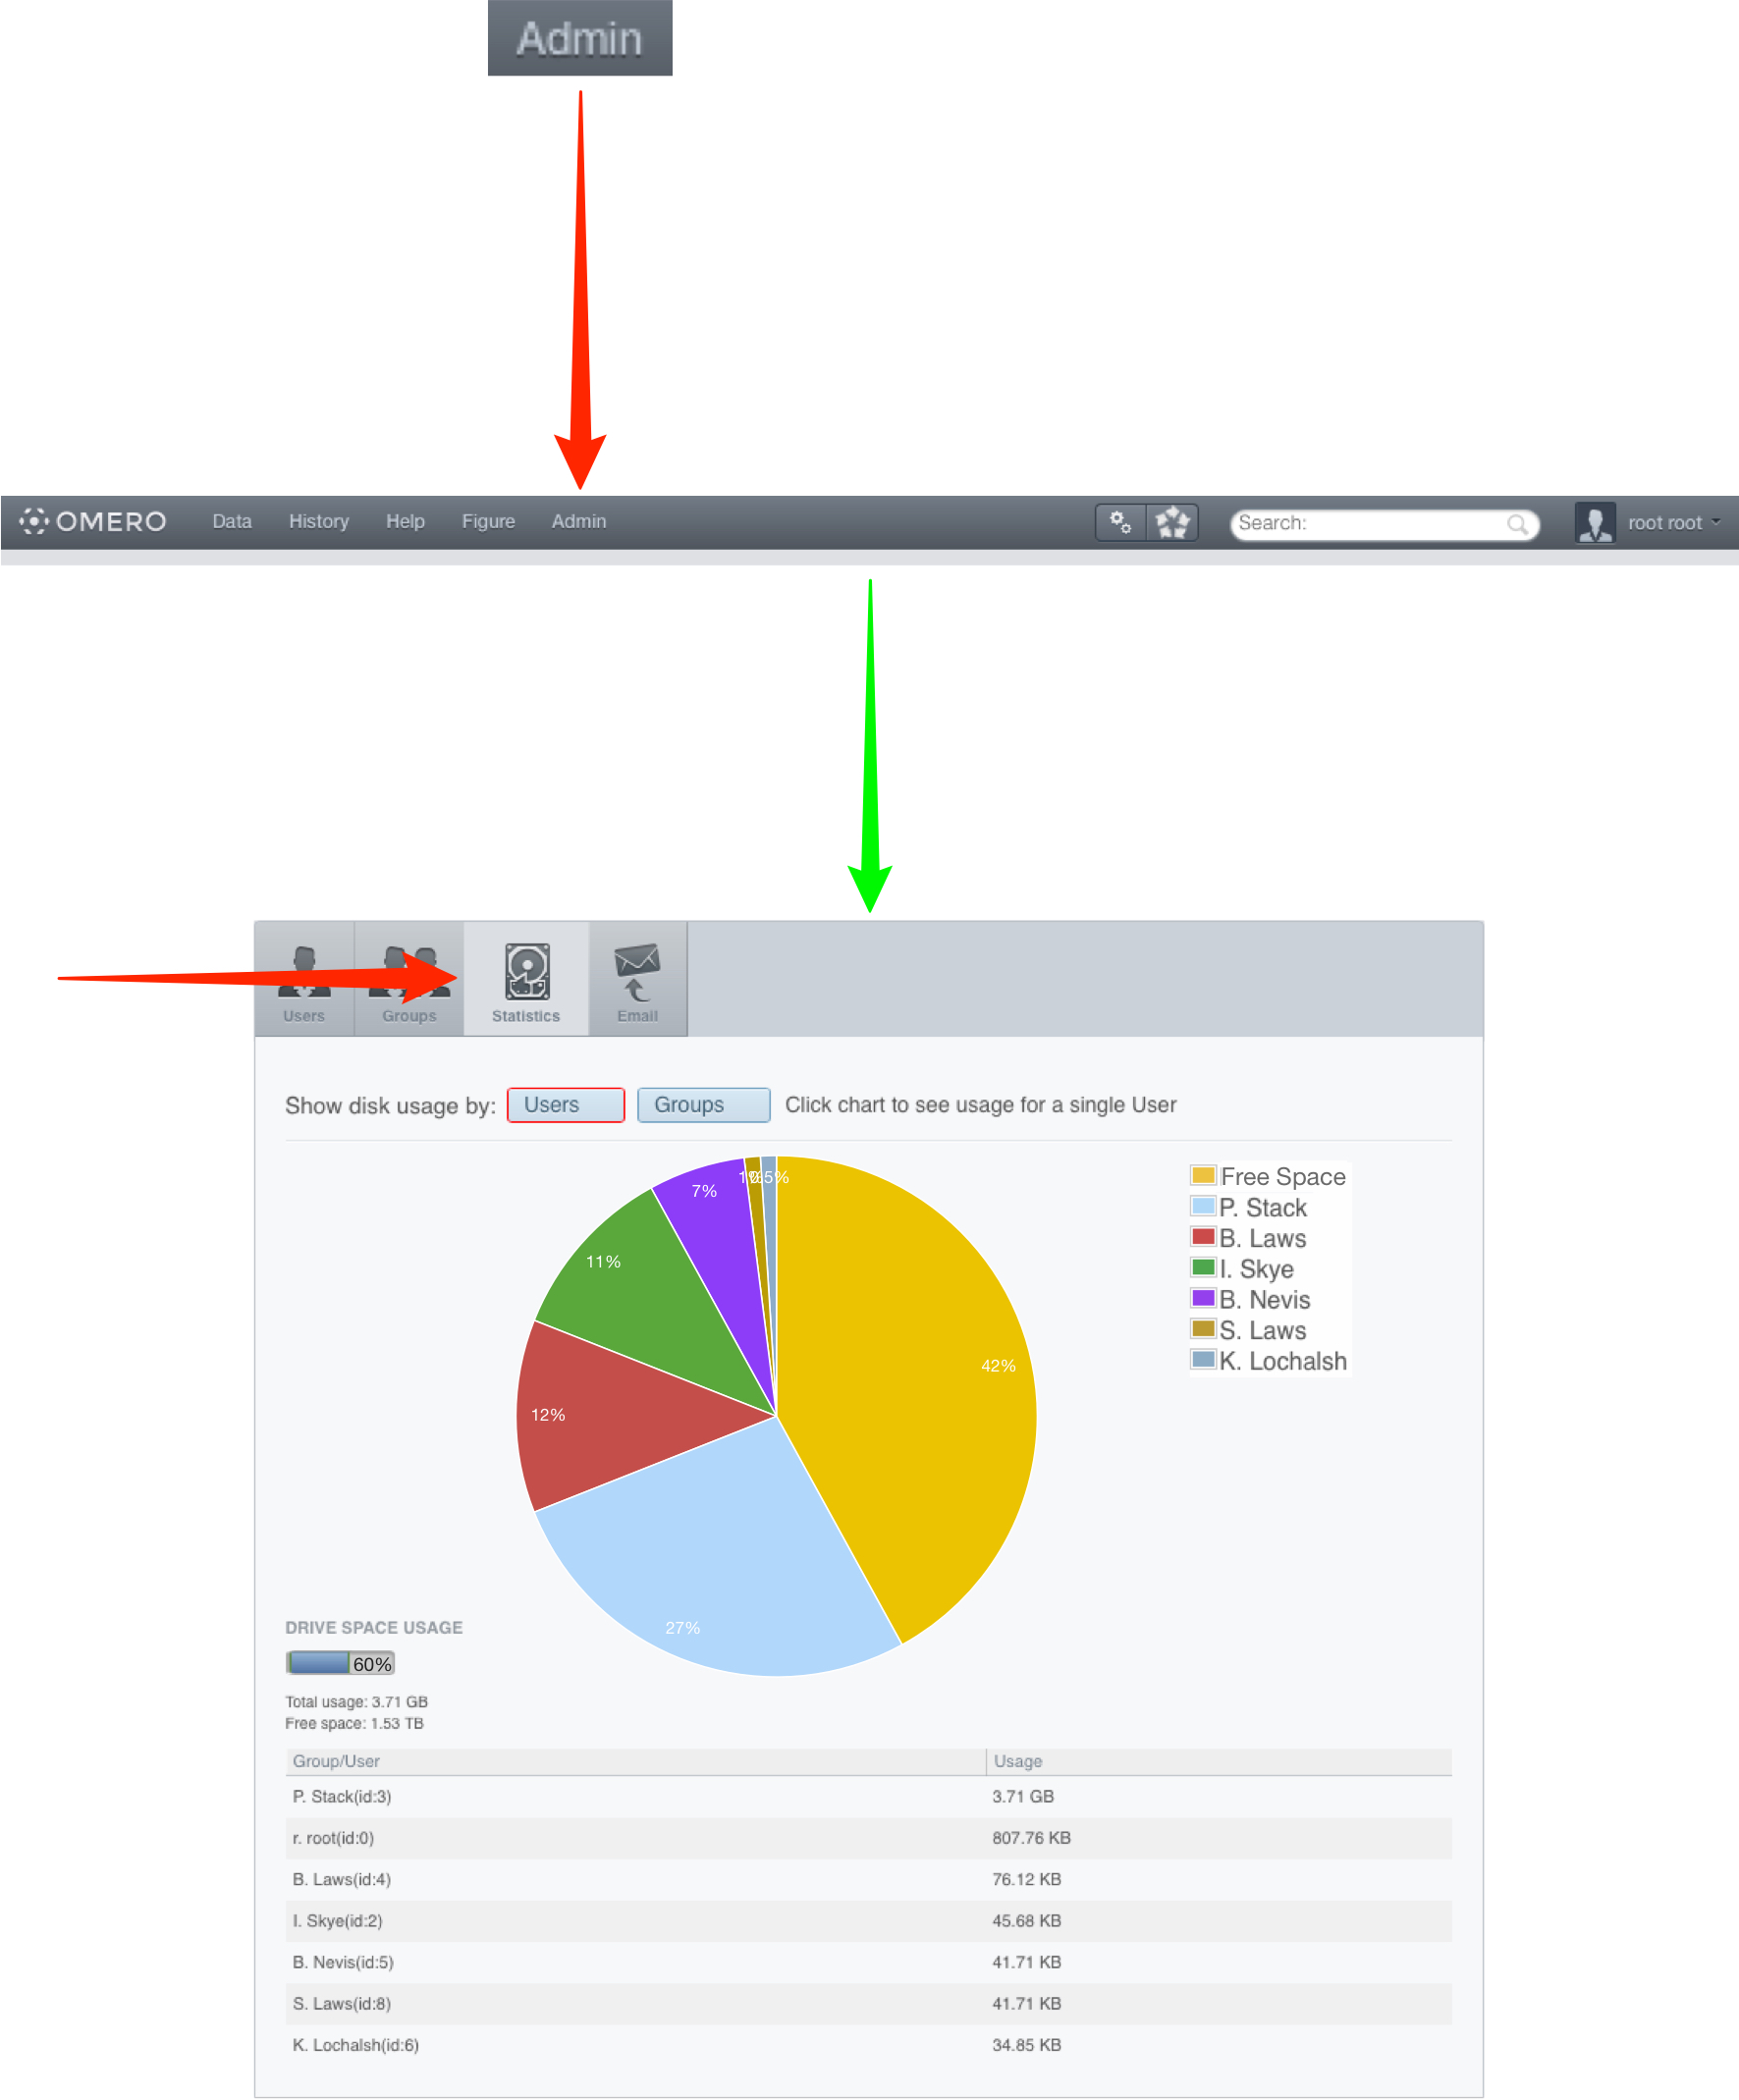 Admin
OMERO Data History Help Figure Admin Search: root root
Users Groups Statistics Email
Show disk usage by: Users Groups Click chart to see usage for a single User
Free Space
P. Stack
B. Laws
I. Skye
B. Nevis
S. Laws
K. Lochalsh
7%
11%
42%
12%
27%
DRIVE SPACE USAGE
60%
Total usage: 3.71 GB
Free space: 1.53 TB
Group/User Usage
P. Stack(id:3) 3.71 GB
r. root(id:0) 807.76 KB
B. Laws(id:4) 76.12 KB
I. Skye(id:2) 45.68 KB
B. Nevis(id:5) 41.71 KB
S. Laws(id:8) 41.71 KB
K. Lochalsh(id:6) 34.85 KB